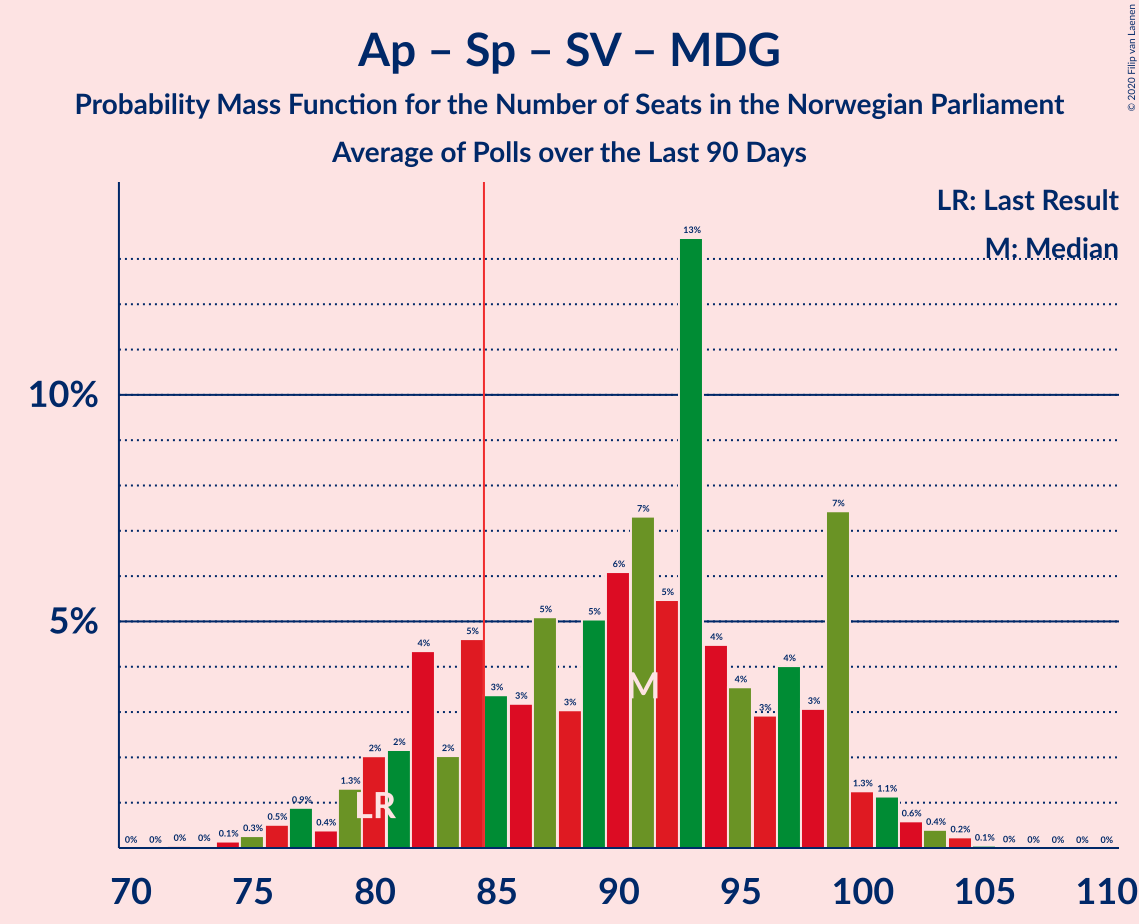 Ap – Sp – SV – MDG
Probability Mass Function for the Number of Seats in the Norwegian Parliament
Average of Polls over the Last 90 Days
© 2020 Filip van Laenen
LR: Last Result
M: Median
10%
5%
0% 0% 0% 0% 0.1% 0.3% 0.5% 0.9% 0.4% 1.3% 2% 2% 4% 2% 5% 3% 3% 5% 3% 5% 6% 7% 5% 13% 4% 4% 3% 4% 3% 7% 1.3% 1.1% 0.6% 0.4% 0.2% 0.1% 0% 0% 0% 0% 0%
LR
M
70 75 80 85 90 95 100 105 110